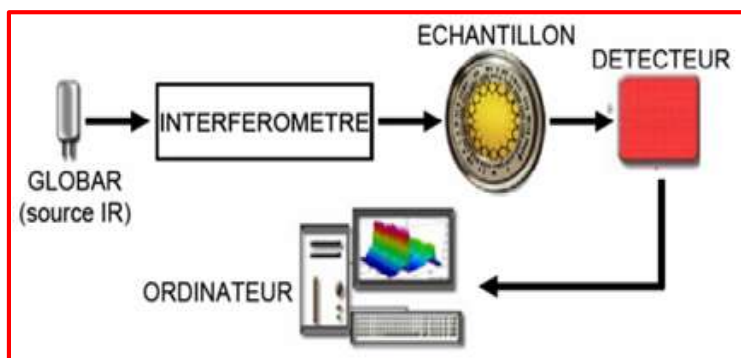 ECHANTILLON
DETECTEUR
INTERFEROMETRE
GLOBAR
(source IR)
ORDINATEUR